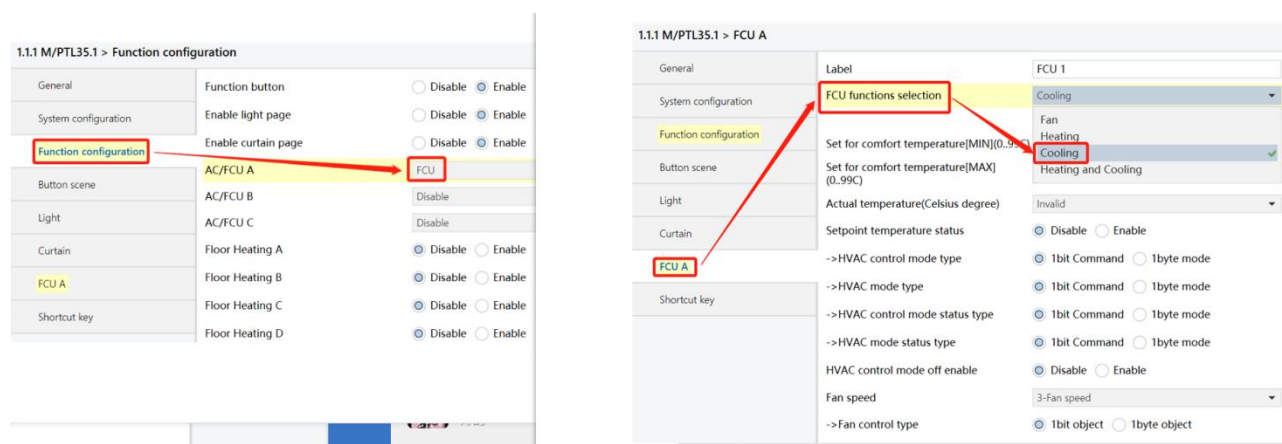 1.1.1 M/PTL35.1 > Function configuration
General
System configuration
Function configuration
Button scene
Light
Curtain
FCU A
Shortcut key
Function button Disable Enable
Enable light page Disable Enable
Enable curtain page Disable Enable
AC/FCU A FCU
AC/FCU B Disable
AC/FCU C Disable
Floor Heating A Disable Enable
Floor Heating B Disable Enable
Floor Heating C Disable Enable
Floor Heating D Disable Enable
1.1.1 M/PTL35.1 > FCU A
General
System configuration
Function configuration
Button scene
Light
Curtain
FCU A
Shortcut key
Label FCU 1
FCU functions selection Cooling
Fan
Heating
Cooling
Heating and Cooling
Set for comfort temperature[MIN](0..99C)
Set for comfort temperature[MAX]
(0..99C)
Actual temperature(Celsius degree) Invalid
Setpoint temperature status Disable Enable
->HVAC control mode type 1bit Command 1byte mode
->HVAC mode type 1bit Command 1byte mode
->HVAC control mode status type 1bit Command 1byte mode
->HVAC mode status type 1bit Command 1byte mode
HVAC control mode off enable Disable Enable
Fan speed 3-Fan speed
->Fan control type 1bit object 1byte object